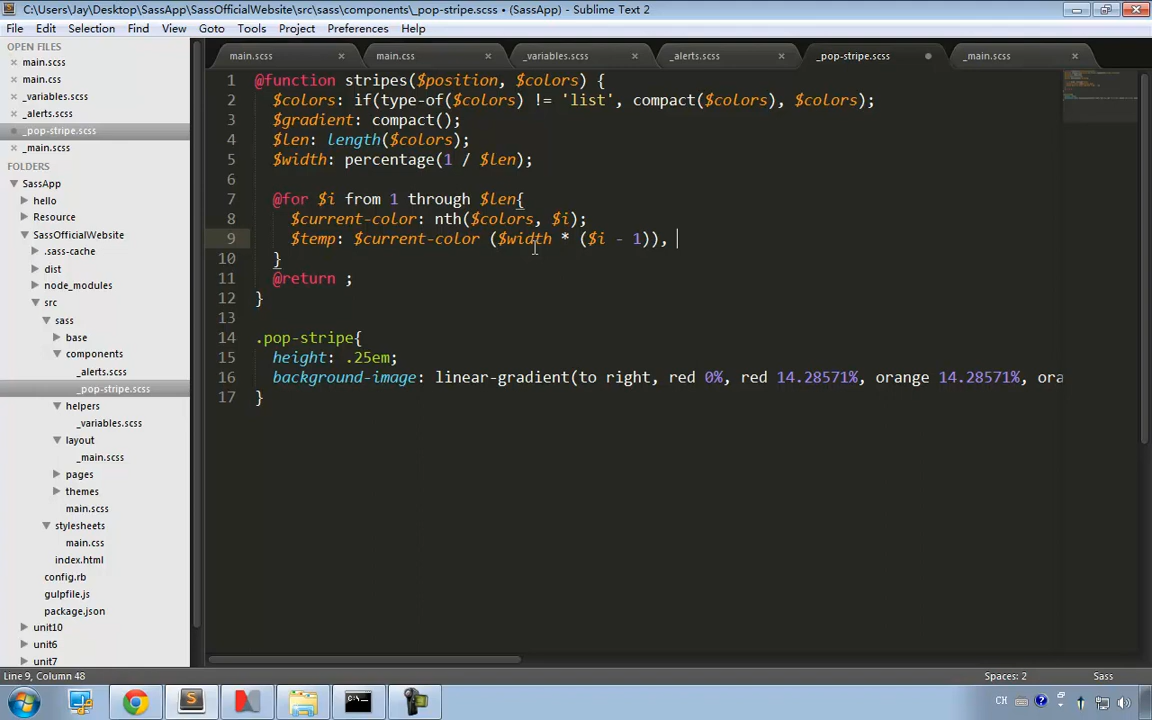 C:\Users\Jay\Desktop\SassApp\SassOfficialWebsite\src\sass\components\_pop-stripe.scss • (SassApp) - Sublime Text 2
File Edit Selection Find View Goto Tools Project Preferences Help
OPEN FILES
main.scss
main.css
_variables.scss
_alerts.scss
_pop-stripe.scss
_main.scss
FOLDERS
SassApp
hello
Resource
SassOfficialWebsite
.sass-cache
dist
node_modules
src
sass
base
components
_alerts.scss
_pop-stripe.scss
helpers
_variables.scss
layout
_main.scss
pages
themes
main.scss
stylesheets
main.css
index.html
config.rb
gulpfile.js
package.json
unit10
unit6
unit7
main.scss main.css _variables.scss _alerts.scss _pop-stripe.scss _main.scss
1 @function stripes($position, $colors) {
2 $colors: if(type-of($colors) != 'list', compact($colors), $colors);
3 $gradient: compact();
4 $len: length($colors);
5 $width: percentage(1 / $len);
6
7 @for $i from 1 through $len{
8 $current-color: nth($colors, $i);
9 $temp: $current-color ($width * ($i - 1)),
10 }
11 @return ;
12 }
13
14 .pop-stripe{
15 height: .25em;
16 background-image: linear-gradient(to right, red 0%, red 14.28571%, orange 14.28571%, ora
17 }
Line 9, Column 48 Spaces: 2 Sass
CH